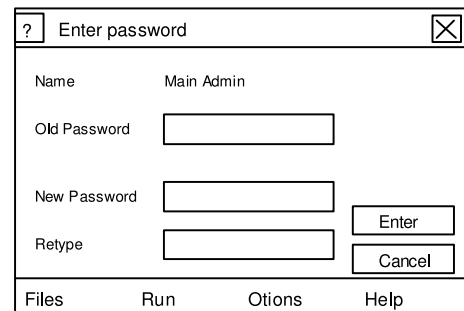 ? Enter password
Name Main Admin
Old Password
New Password
Enter
Retype
Cancel
Files Run Otions Help